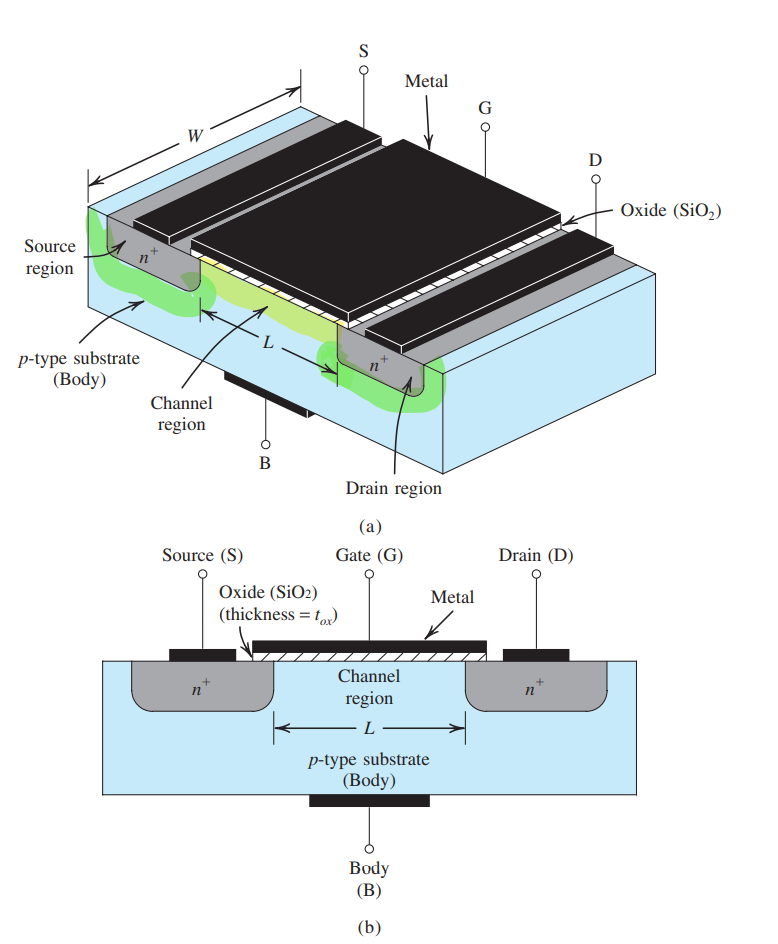 S
Metal
G
W
D
Oxide (SiO₂)
Source
region
n⁺
L
p-type substrate
(Body)
n⁺
Channel
region
B
Drain region
(a)
Source (S)
Gate (G)
Drain (D)
Oxide (SiO₂)
(thickness = tₒₓ)
Metal
n⁺
Channel
region
n⁺
L
p-type substrate
(Body)
Body
(B)
(b)